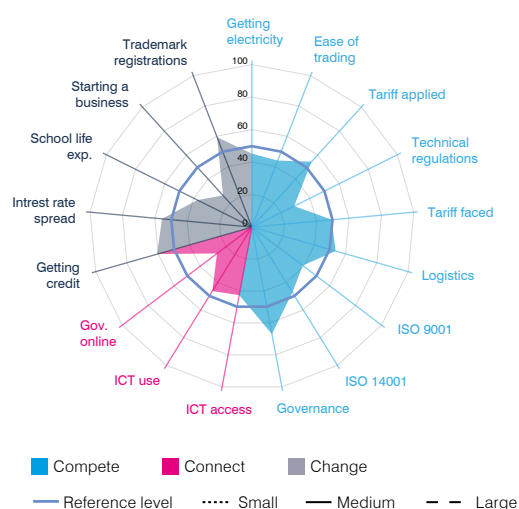 Getting
electricity
Ease of
trading
Trademark
registrations
Tariff applied
Starting a
business
Technical
regulations
School life
exp.
Tariff faced
Intrest rate
spread
Logistics
Getting
credit
ISO 9001
Gov.
online
ISO 14001
ICT use
Governance
ICT access
100
80
60
40
20
0
Compete Connect Change
Reference level Small Medium Large